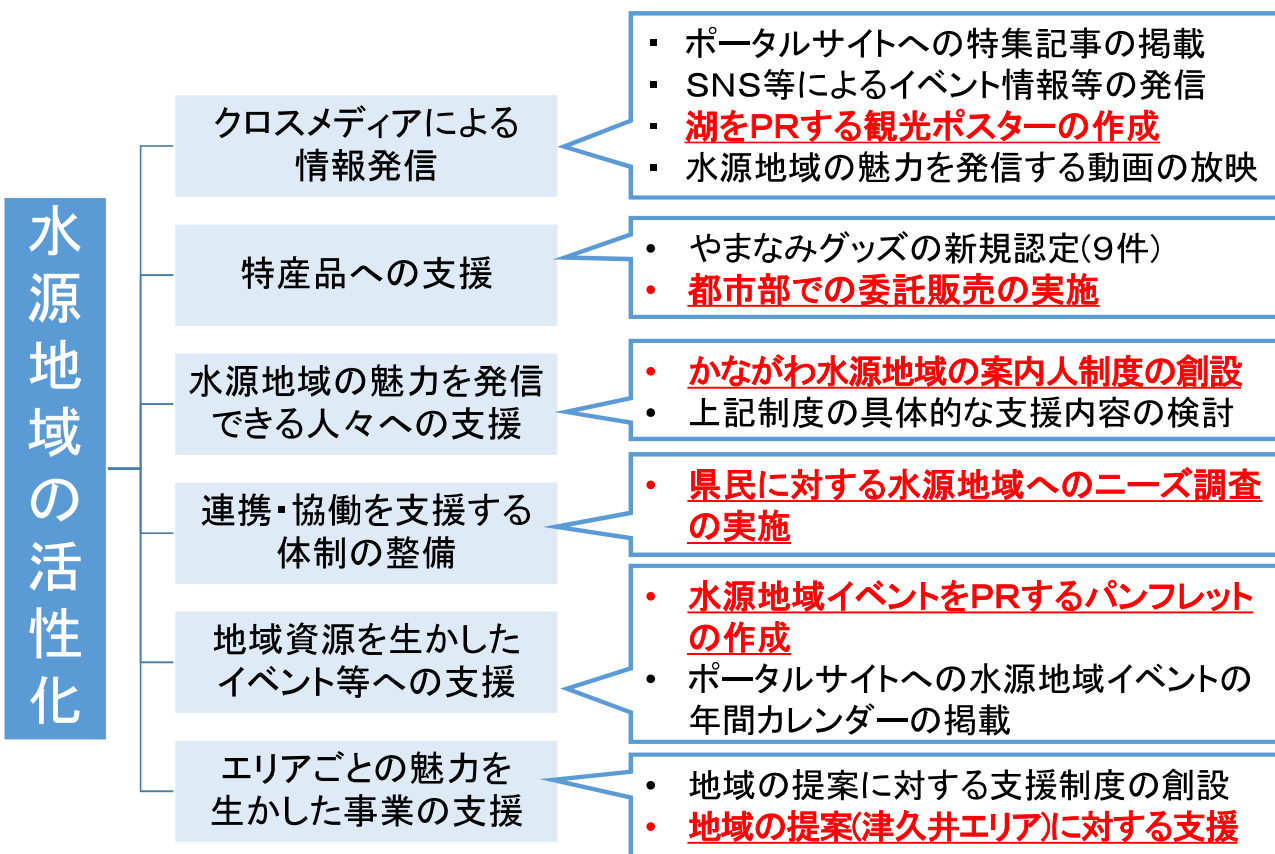 水源地域の活性化
クロスメディアによる
情報発信
▪ ポータルサイトへの特集記事の掲載
▪ SNS等によるイベント情報等の発信
▪ 湖をPRする観光ポスターの作成
▪ 水源地域の魅力を発信する動画の放映
特産品への支援
• やまなみグッズの新規認定(9件)
• 都市部での委託販売の実施
水源地域の魅力を発信
できる人々への支援
• かながわ水源地域の案内人制度の創設
• 上記制度の具体的な支援内容の検討
連携・協働を支援する
体制の整備
• 県民に対する水源地域へのニーズ調査
の実施
地域資源を生かした
イベント等への支援
• 水源地域イベントをPRするパンフレット
の作成
• ポータルサイトへの水源地域イベントの
年間カレンダーの掲載
エリアごとの魅力を
生かした事業の支援
• 地域の提案に対する支援制度の創設
• 地域の提案(津久井エリア)に対する支援